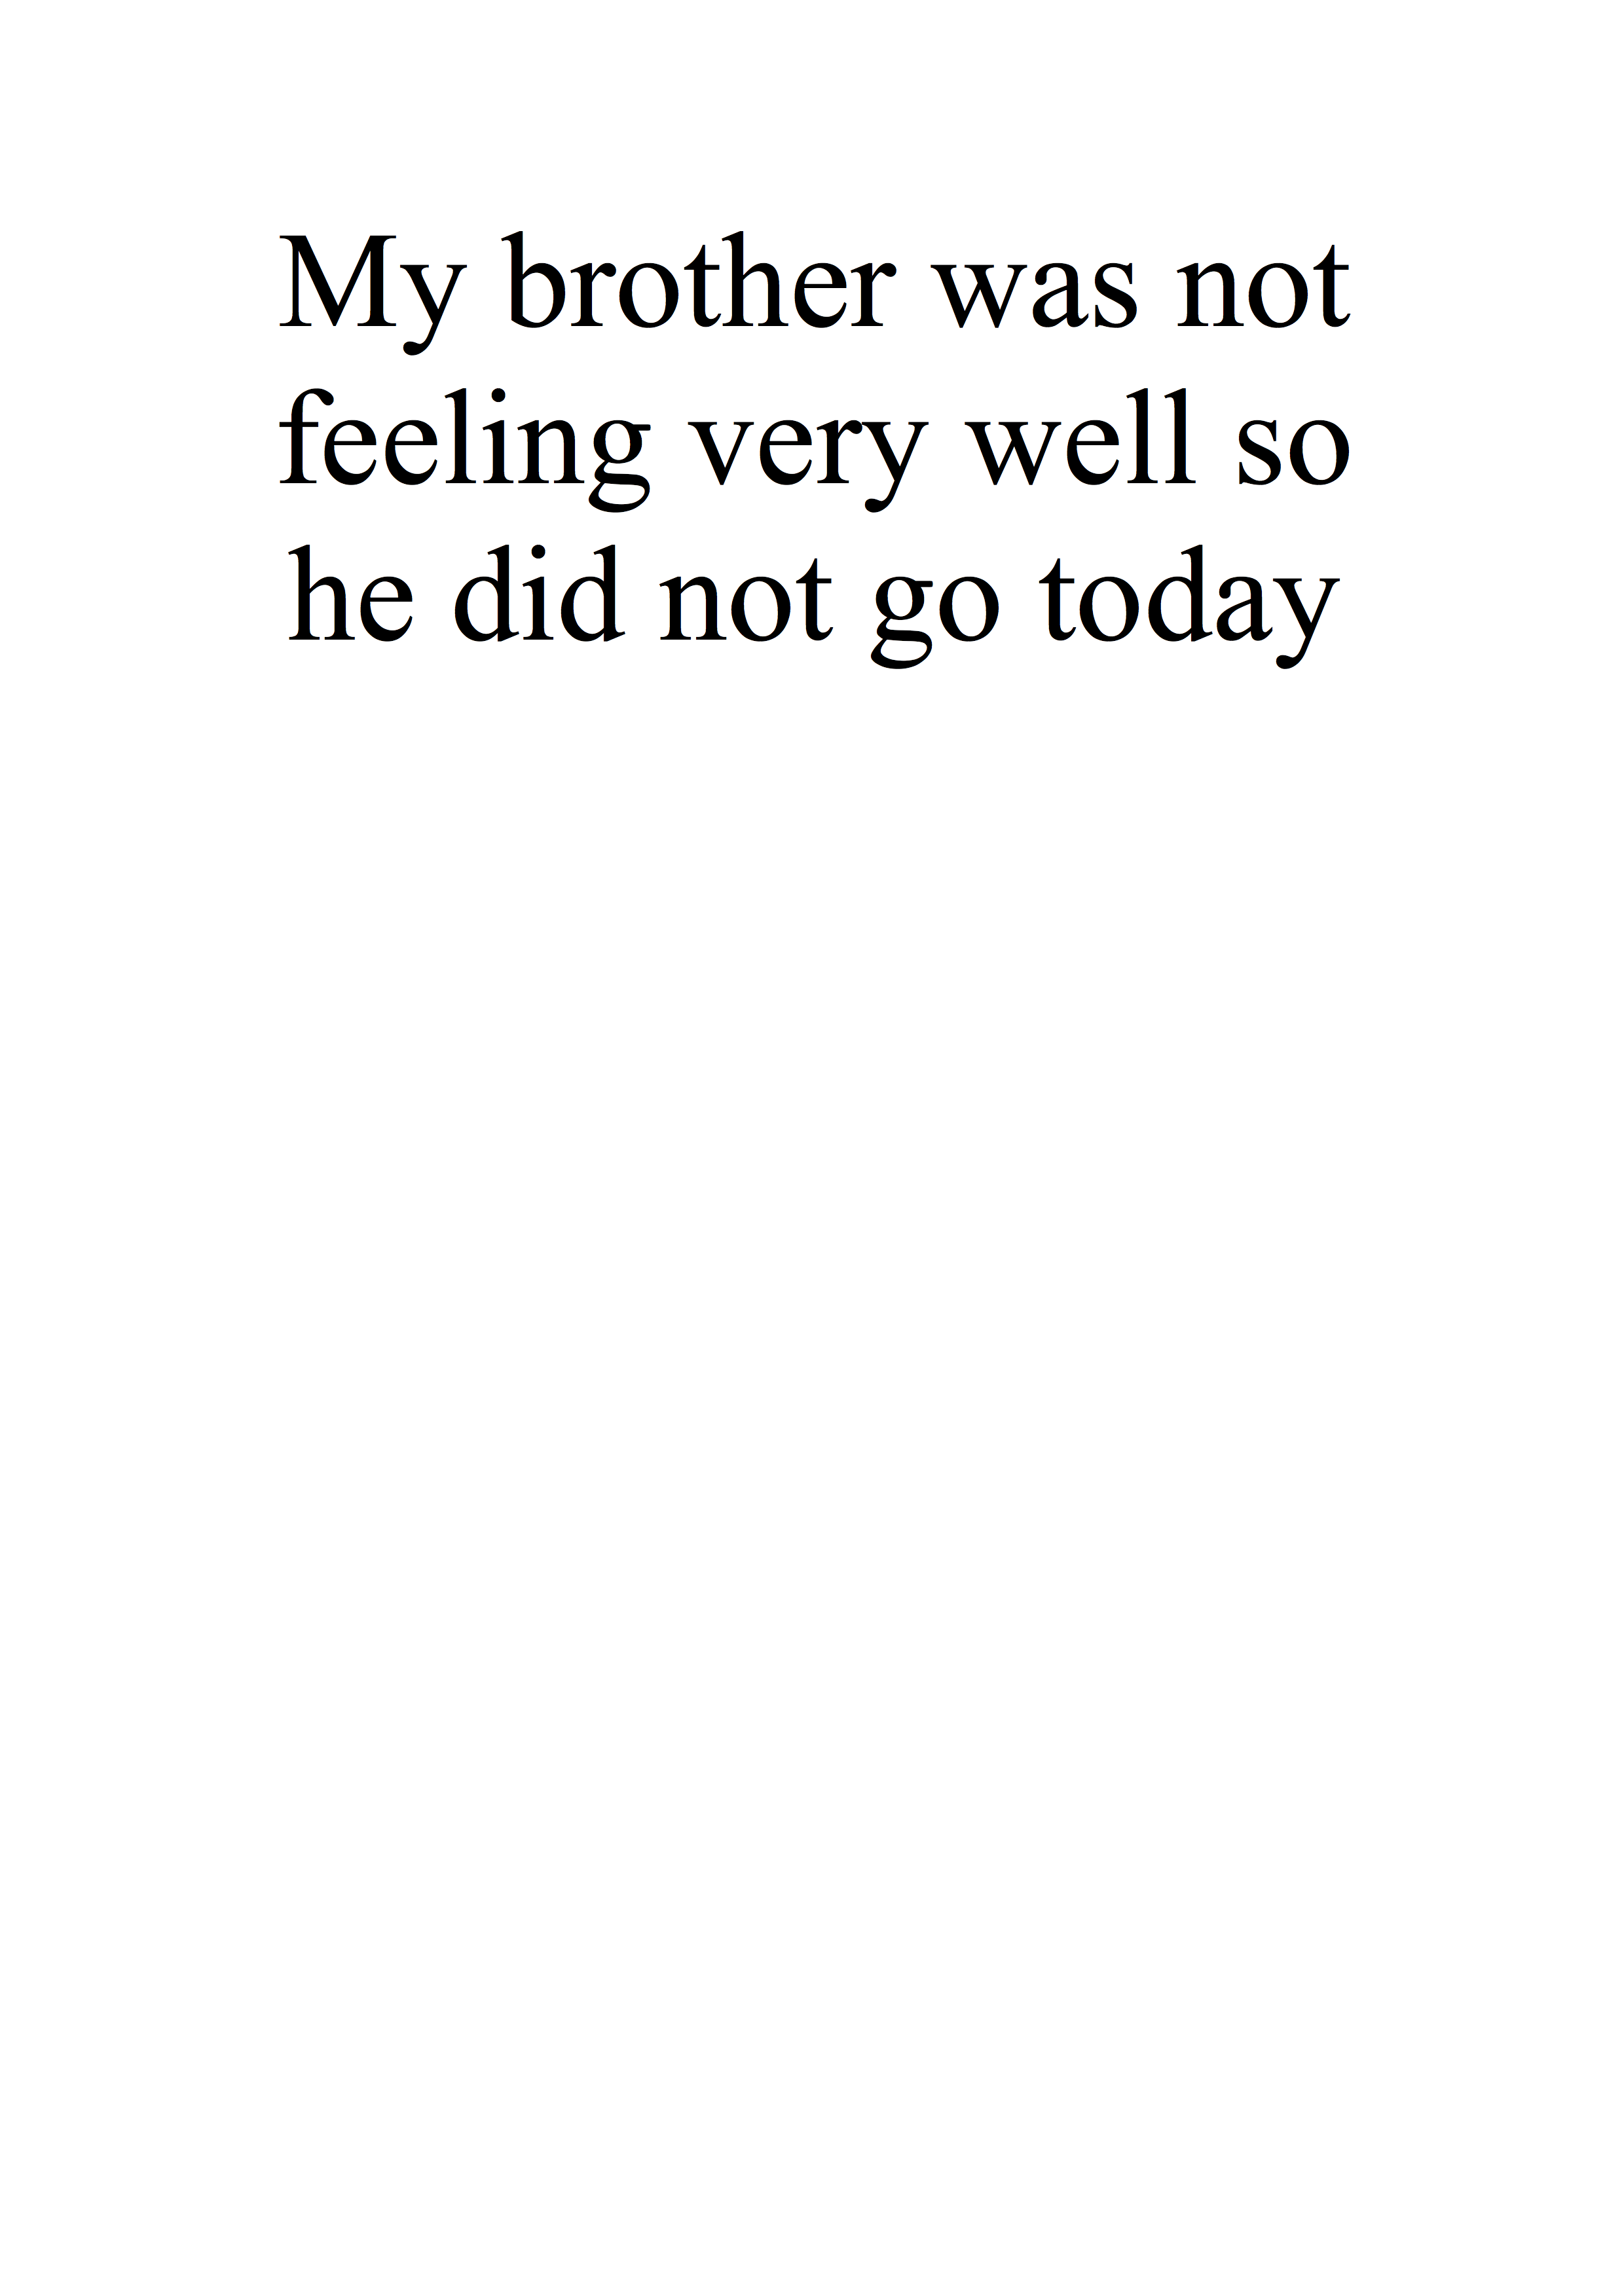 My brother was not
feeling very well so
he did not go today